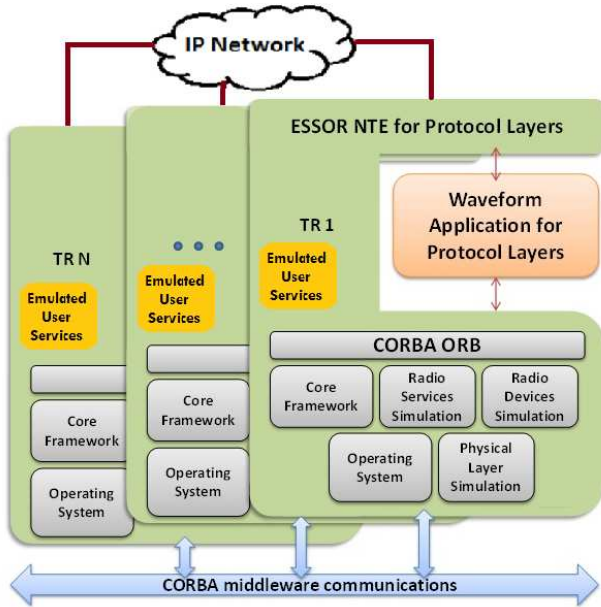 IP Network
ESSOR NTE for Protocol Layers
Waveform
Application for
Protocol Layers
TR 1
Emulated
User
Services
TR N
Emulated
User
Services
Emulated
User
Services
CORBA ORB
Core
Framework
Radio
Services
Simulation
Radio
Devices
Simulation
Operating
System
Physical
Layer
Simulation
Core
Framework
Operating
System
Core
Framework
Operating
System
CORBA middleware communications